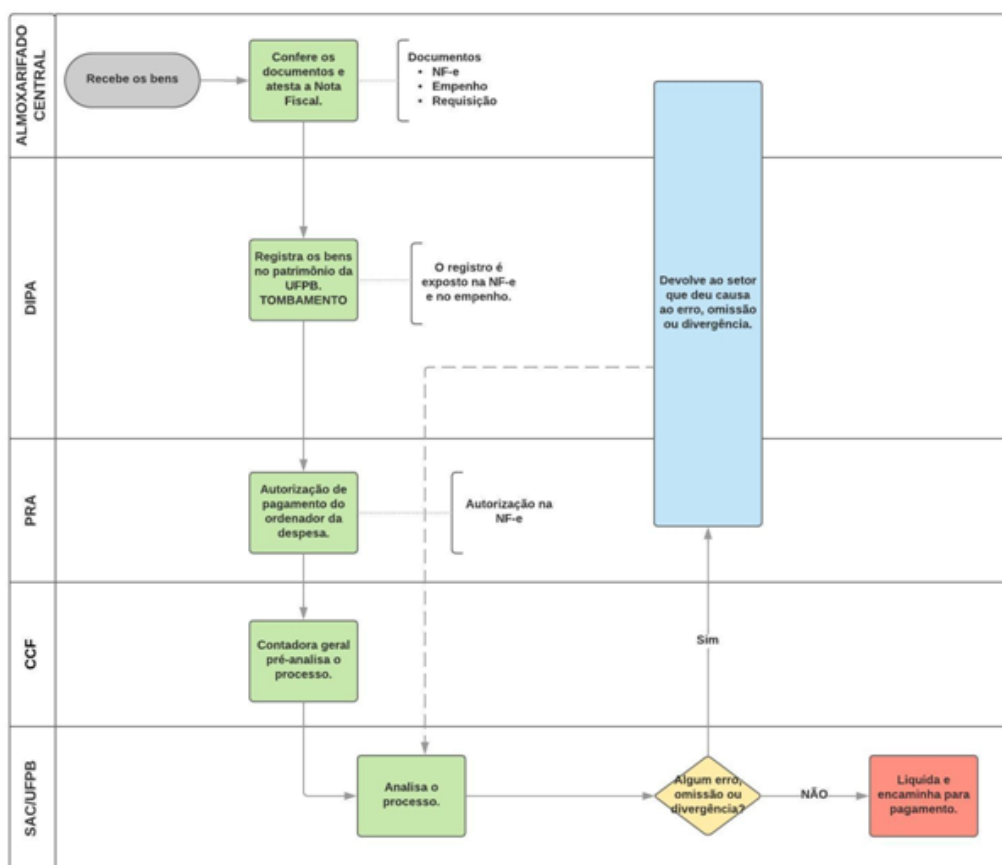 ALMOXARIFADO
CENTRAL
Recebe os bens
Confere os
documentos e
atesta a Nota
Fiscal.
Documentos
• NF-e
• Empenho
• Requisição
DIPA
Registra os bens
no patrimônio da
UFPB.
TOMBAMENTO
O registro é
exposto na NF-e
e no empenho.
Devolve ao setor
que deu causa
ao erro, omissão
ou divergência.
PRA
Autorização de
pagamento do
ordenador da
despesa.
Autorização na
NF-e
CCF
Contadora geral
pré-analisa o
processo.
Sim
SAC/UFPB
Analisa o
processo.
Algum erro,
omissão ou
divergência?
NÃO
Liquida e
encaminha para
pagamento.